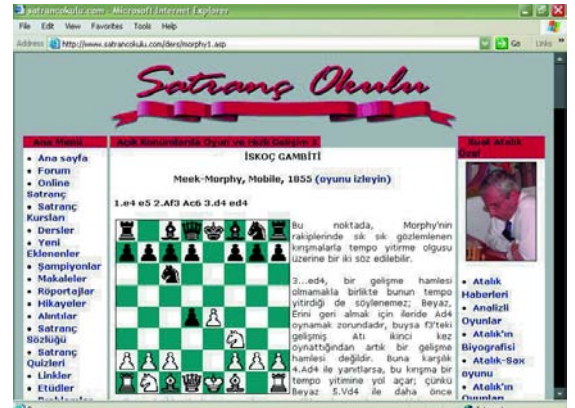 satrancokulu.com - Microsoft Internet Explorer
File Edit View Favorites Tools Help
Address http://www.satrancokulu.com/ders/morphy1.asp Go Links
Satranç Okulu
Ana Menü
• Ana sayfa
• Forum
• Online
Satranç
• Satranç
Kursları
• Dersler
• Yeni
Eklenenler
• Şampiyonlar
• Makaleler
• Röportajlar
• Hikayeler
• Alıntılar
• Satranç
Sözlüğü
• Satranç
Quizleri
• Linkler
• Etüdler
Açık Konumlarda Oyun ve Hızlı Gelişim 1
İSKOÇ GAMBİTİ
Meek-Morphy, Mobile, 1855 (oyunu izleyin)
1.e4 e5 2.Af3 Ac6 3.d4 ed4
Bu noktada, Morphy'nin
rakiplerinde sık sık gözlemlenen
kırışmalarla tempo yitirme olgusu
üzerine bir iki söz edilebilir.
3...ed4, bir gelişme hamlesi
olmamakla birlikte bunun tempo
yitirdiği de söylenemez; Beyaz,
Erini geri almak için ileride Ad4
oynamak zorundadır, buysa f3'teki
gelişmiş Atı ikinci kez
oynattığından artık bir gelişme
hamlesi değildir. Buna karşılık
4.Ad4 ile yanıtlarsa, bu kırışma bir
tempo yitimine yol açar; çünkü
Beyaz 5.Vd4 ile daha önce
Suat Atalık
Özel
• Atalık
Haberleri
• Analizli
Oyunlar
• Atalık'ın
Biyografisi
• Atalık-Sax
oyunu
• Atalık'ın
Oyunları